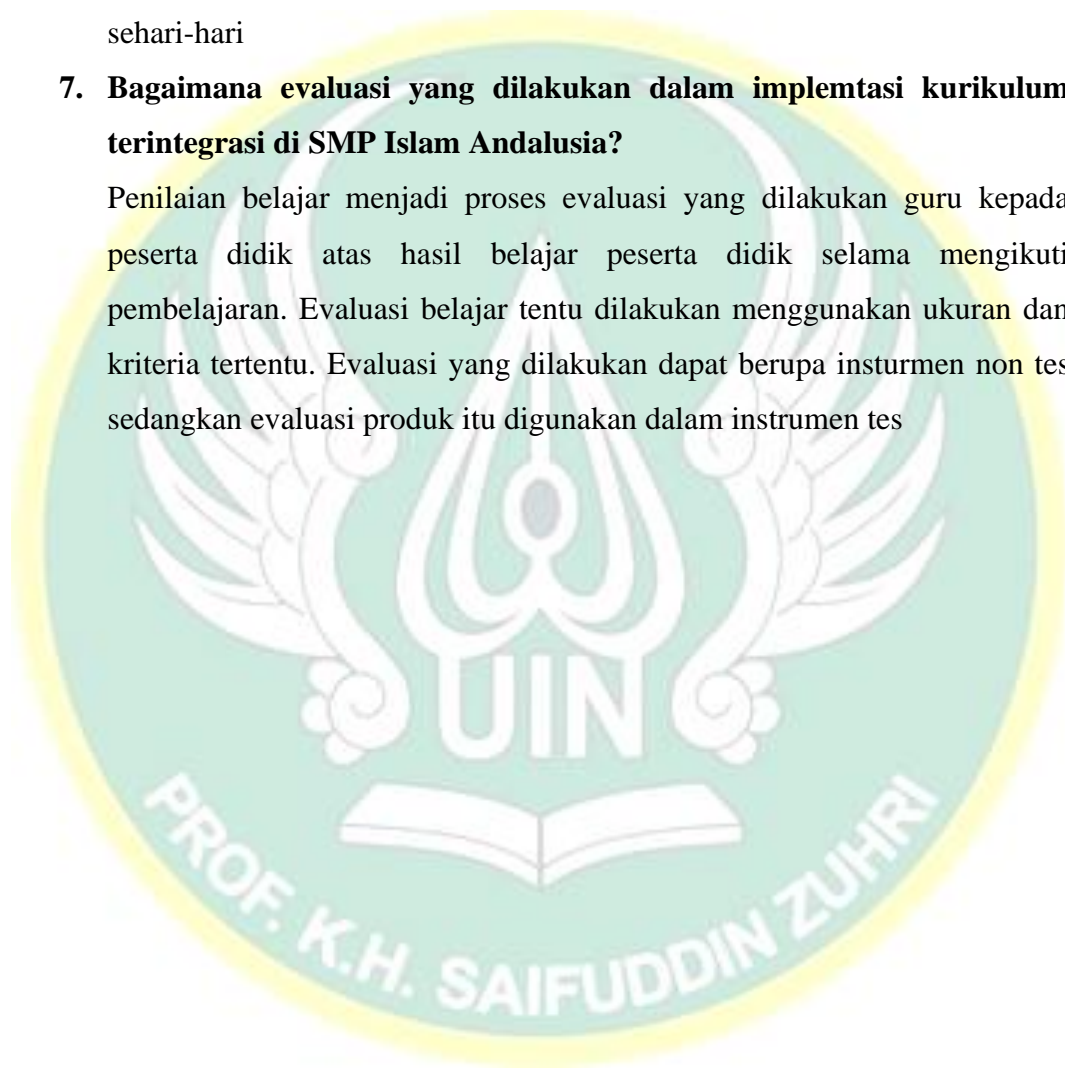 sehari-hari
7. Bagaimana evaluasi yang dilakukan dalam implemtasi kurikulum
terintegrasi di SMP Islam Andalusia?
Penilaian belajar menjadi proses evaluasi yang dilakukan guru kepada
peserta didik atas hasil belajar peserta didik selama mengikuti
pembelajaran. Evaluasi belajar tentu dilakukan menggunakan ukuran dan
kriteria tertentu. Evaluasi yang dilakukan dapat berupa insturmen non tes
sedangkan evaluasi produk itu digunakan dalam instrumen tes
UIN
PROF. K.H. SAIFUDDIN ZUHRI